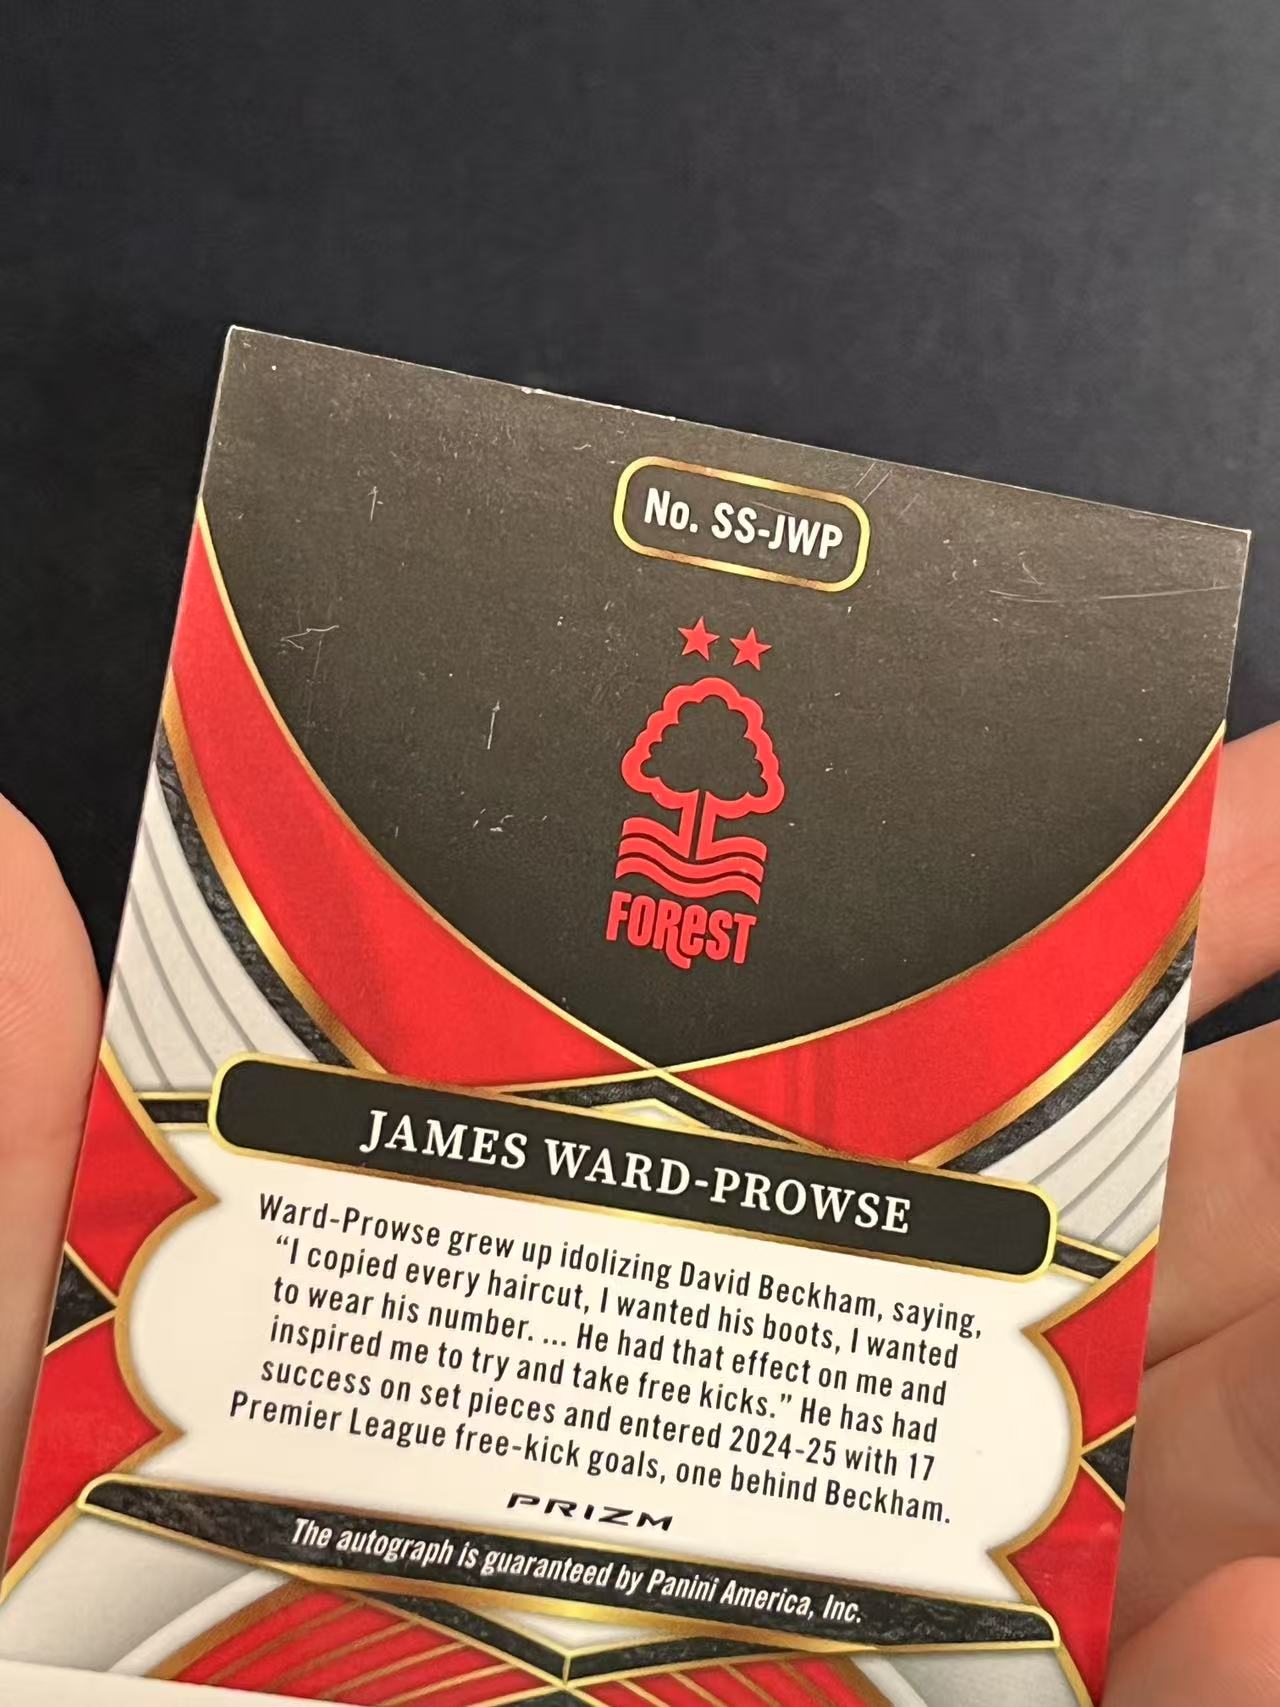 No. SS-JWP
FOReST
JAMES WARD-PROWSE
Ward-Prowse grew up idolizing David Beckham, saying,
“I copied every haircut, I wanted his boots, I wanted
to wear his number. ... He had that effect on me and
inspired me to try and take free kicks.” He has had
success on set pieces and entered 2024-25 with 17
Premier League free-kick goals, one behind Beckham.
PRIZM
The autograph is guaranteed by Panini America, Inc.